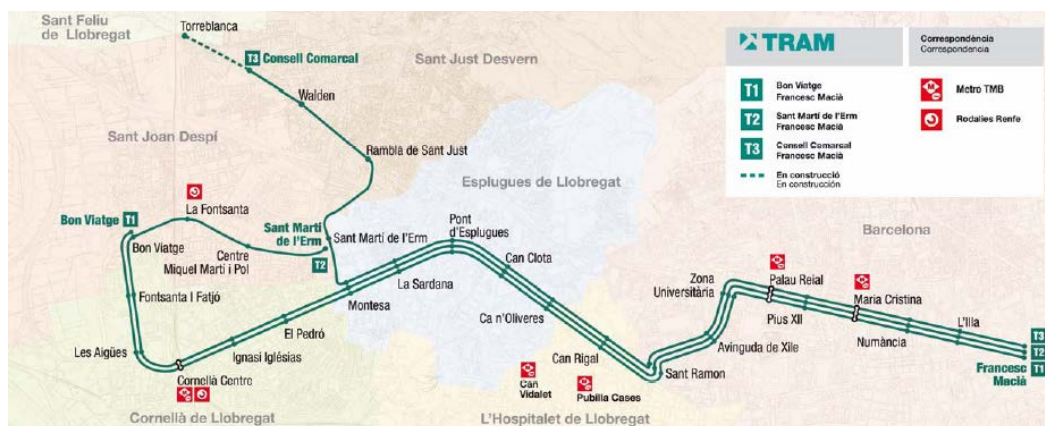 Sant Feliu
de Llobregat
Torreblanca
T3 Consell Comarcal
Sant Just Desvern
Walden
Sant Joan Despí
Rambla de Sant Just
Esplugues de Llobregat
La Fontsanta
Bon Viatge T1
Bon Viatge
Centre
Miquel Martí i Pol
Sant Martí
de l'Erm
T2
Sant Martí de l'Erm
Pont
d'Esplugues
Barcelona
Fontsanta I Fatjó
La Sardana
Can Clota
Montesa
Zona
Universitària
Palau Reial
Maria Cristina
Pius XII
L'Illa
Ca n'Oliveres
El Pedró
Les Aigües
Ignasi Iglésias
Can Rigal
Avinguda de Xile
Numància
T3
T2
T1
Francesc
Macià
Cornellà Centre
Sant Ramon
Can
Vidalet
Pubilla Cases
Cornellà de Llobregat
L'Hospitalet de Llobregat
TRAM
T1 Bon Viatge
Francesc Macià
T2 Sant Martí de l'Erm
Francesc Macià
T3 Consell Comarcal
Francesc Macià
En construcció
En construcción
Correspondència
Correspondencia
M Metro TMB
Rodalies Renfe